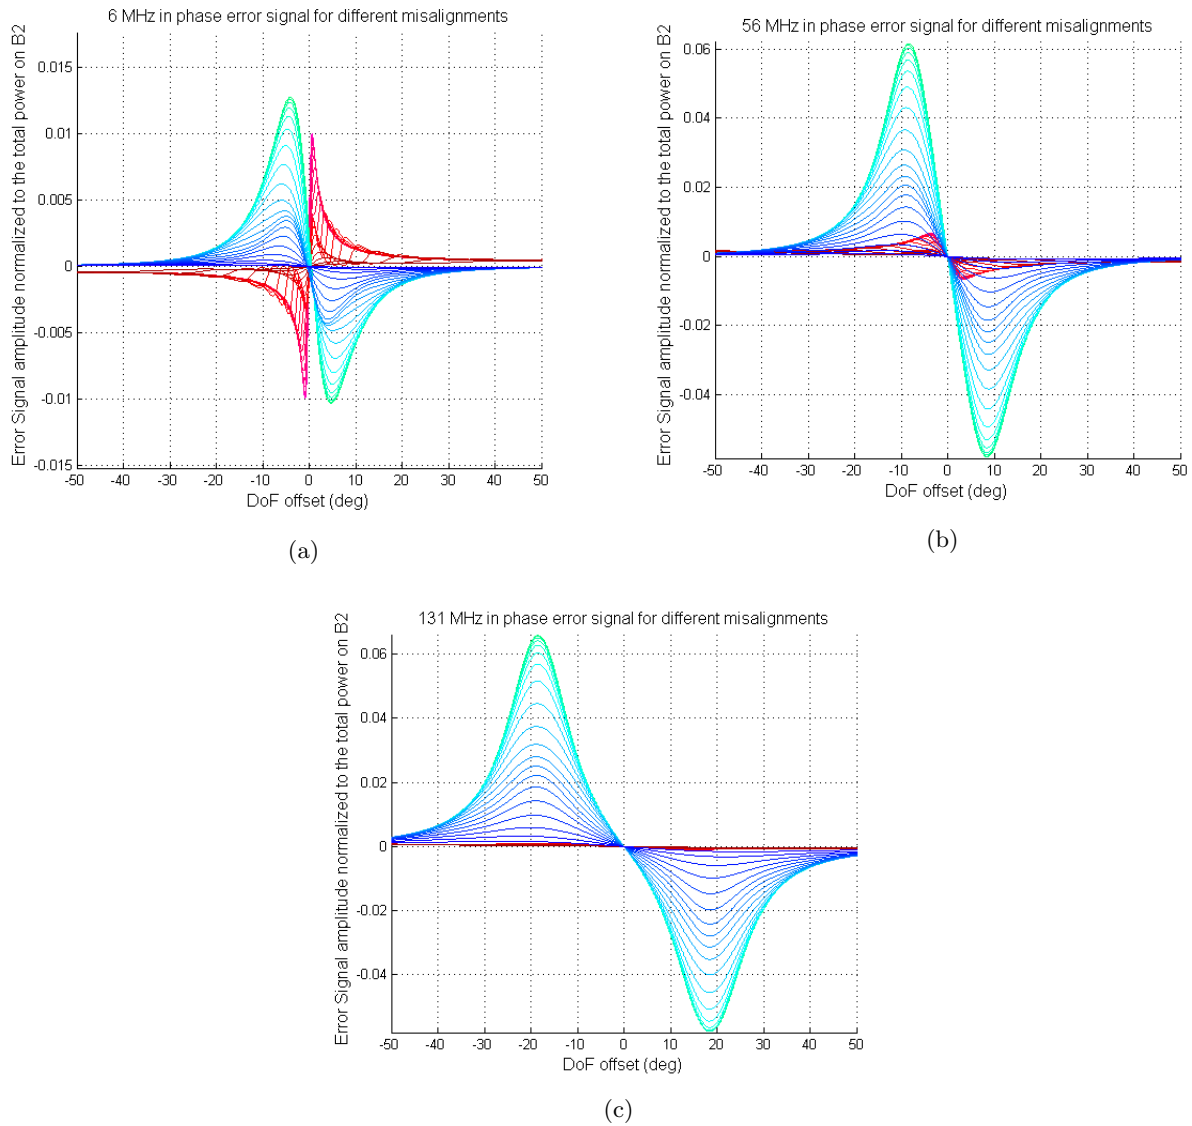 6 MHz in phase error signal for different misalignments
Error Signal amplitude normalized to the total power on B2
0.015
0.01
0.005
0
-0.005
-0.01
-0.015
-50 -40 -30 -20 -10 0 10 20 30 40 50
DoF offset (deg)
(a)
56 MHz in phase error signal for different misalignments
Error Signal amplitude normalized to the total power on B2
0.06
0.04
0.02
0
-0.02
-0.04
-50 -40 -30 -20 -10 0 10 20 30 40 50
DoF offset (deg)
(b)
131 MHz in phase error signal for different misalignments
Error Signal amplitude normalized to the total power on B2
0.06
0.04
0.02
0
-0.02
-0.04
-50 -40 -30 -20 -10 0 10 20 30 40 50
DoF offset (deg)
(c)